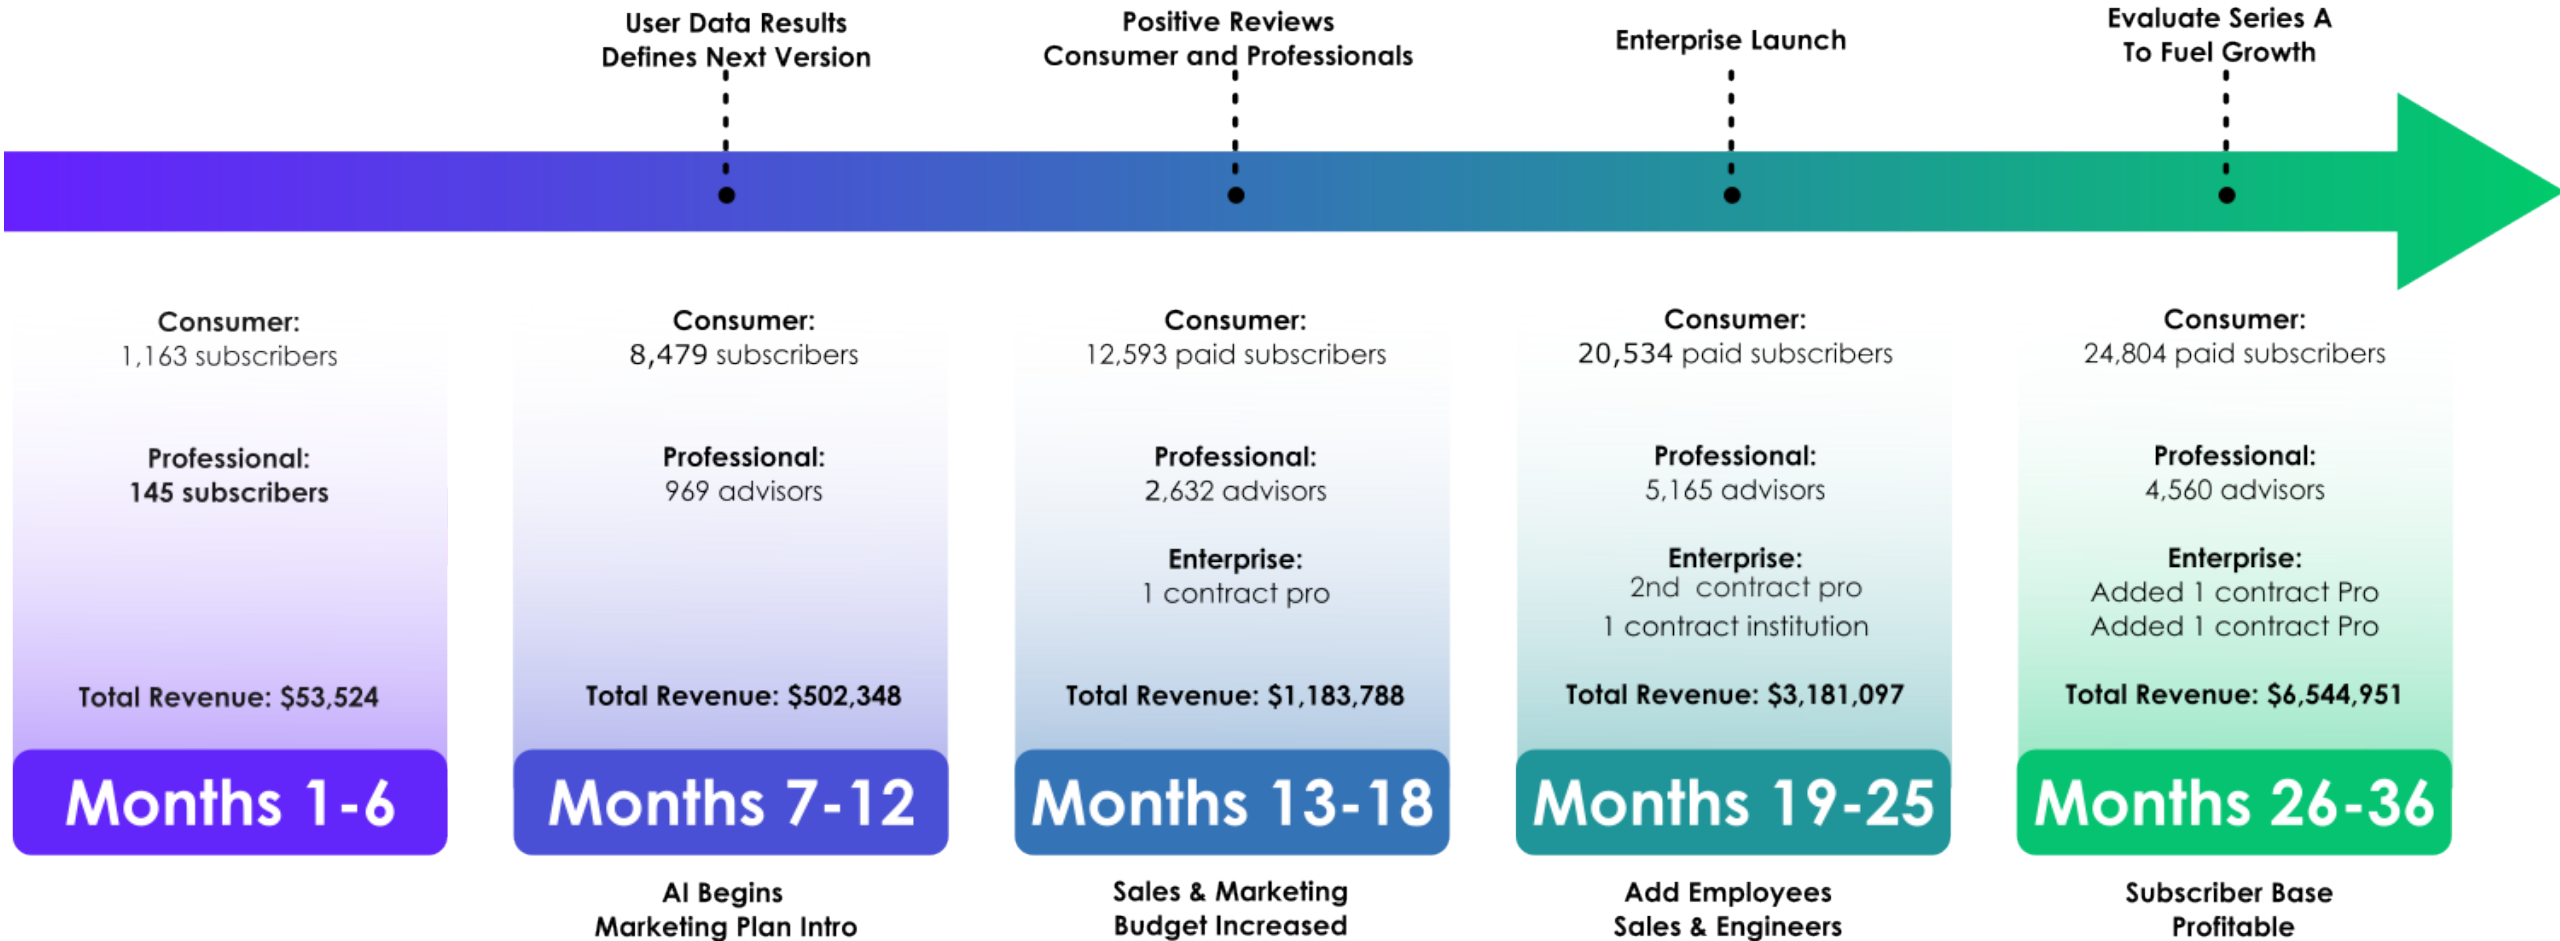 User Data Results
Defines Next Version
Positive Reviews
Consumer and Professionals
Enterprise Launch
Evaluate Series A
To Fuel Growth
Consumer:
1,163 subscribers
Professional:
145 subscribers
Total Revenue: $53,524
Months 1-6
Consumer:
8,479 subscribers
Professional:
969 advisors
Total Revenue: $502,348
Months 7-12
AI Begins
Marketing Plan Intro
Consumer:
12,593 paid subscribers
Professional:
2,632 advisors
Enterprise:
1 contract pro
Total Revenue: $1,183,788
Months 13-18
Sales & Marketing
Budget Increased
Consumer:
20,534 paid subscribers
Professional:
5,165 advisors
Enterprise:
2nd contract pro
1 contract institution
Total Revenue: $3,181,097
Months 19-25
Add Employees
Sales & Engineers
Consumer:
24,804 paid subscribers
Professional:
4,560 advisors
Enterprise:
Added 1 contract Pro
Added 1 contract Pro
Total Revenue: $6,544,951
Months 26-36
Subscriber Base
Profitable